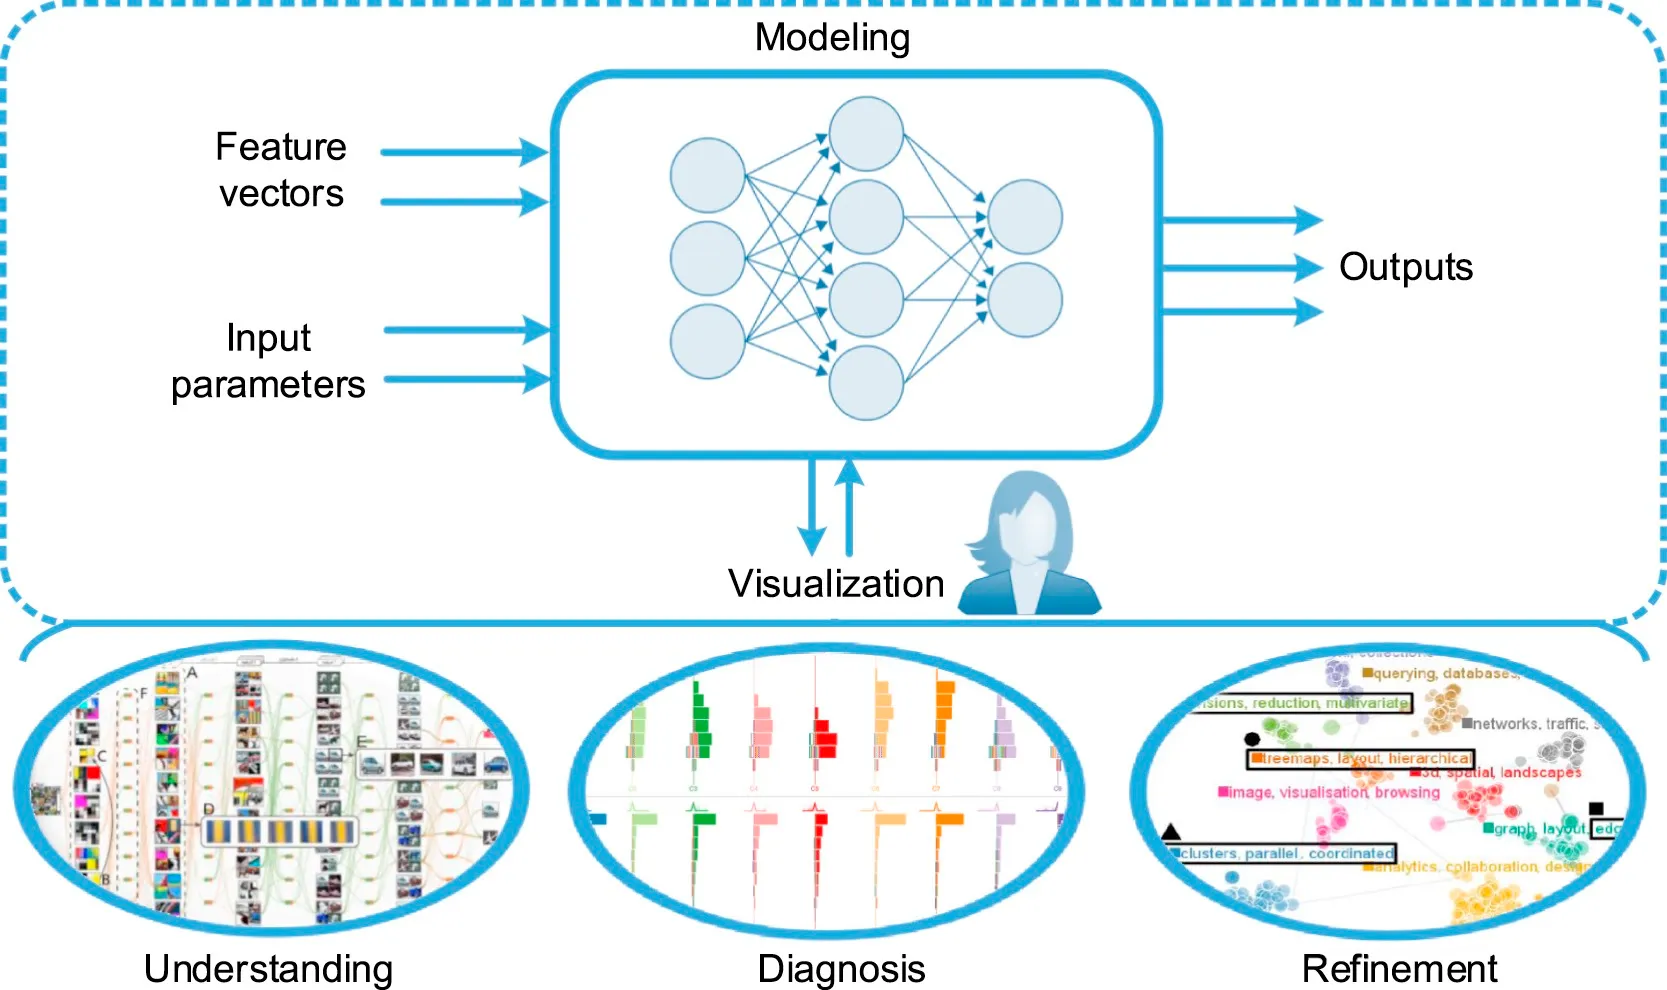 Modeling
Feature
vectors
Input
parameters
Outputs
Visualization
A
F
C
E
D
B
querying, databases,
reduction, multivariate
networks, traffic,
treemaps, layout, hierarchical
3d, spatial, landscapes
image, visualisation, browsing
graph, layout,
clusters, parallel, coordinated
analytics, collaboration,
Understanding
Diagnosis
Refinement